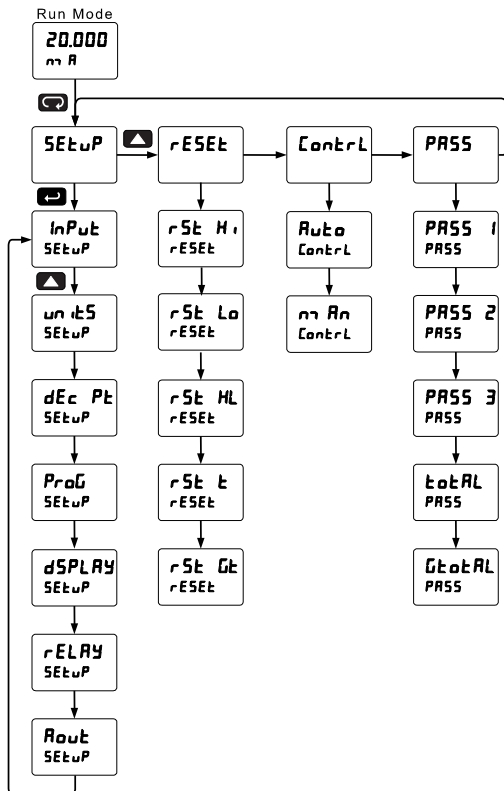 Run Mode
20.000
mA
SEtuP
rESEt
ContrL
PASS
InPut
SEtuP
rSt Hi
rESEt
Auto
ContrL
PASS 1
PASS
unitS
SEtuP
rSt Lo
rESEt
mAn
ContrL
PASS 2
PASS
dEc Pt
SEtuP
rSt HL
rESEt
PASS 3
PASS
ProG
SEtuP
rSt t
rESEt
totAL
PASS
dSPLAY
SEtuP
rSt Gt
rESEt
GtotAL
PASS
rELAY
SEtuP
Aout
SEtuP